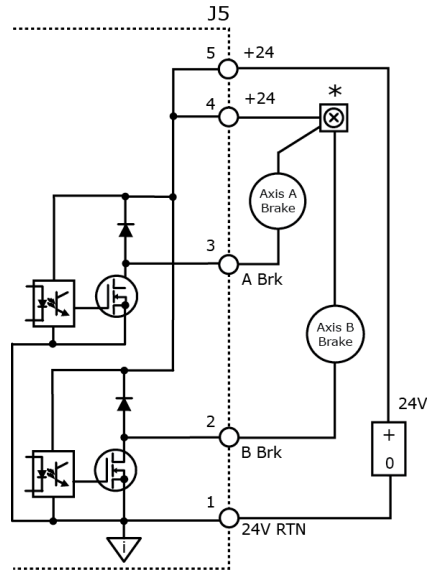 J5
5 +24
4 +24
*
Axis A
Brake
3
A Brk
Axis B
Brake
24V
+
0
2
B Brk
1
24V RTN
i